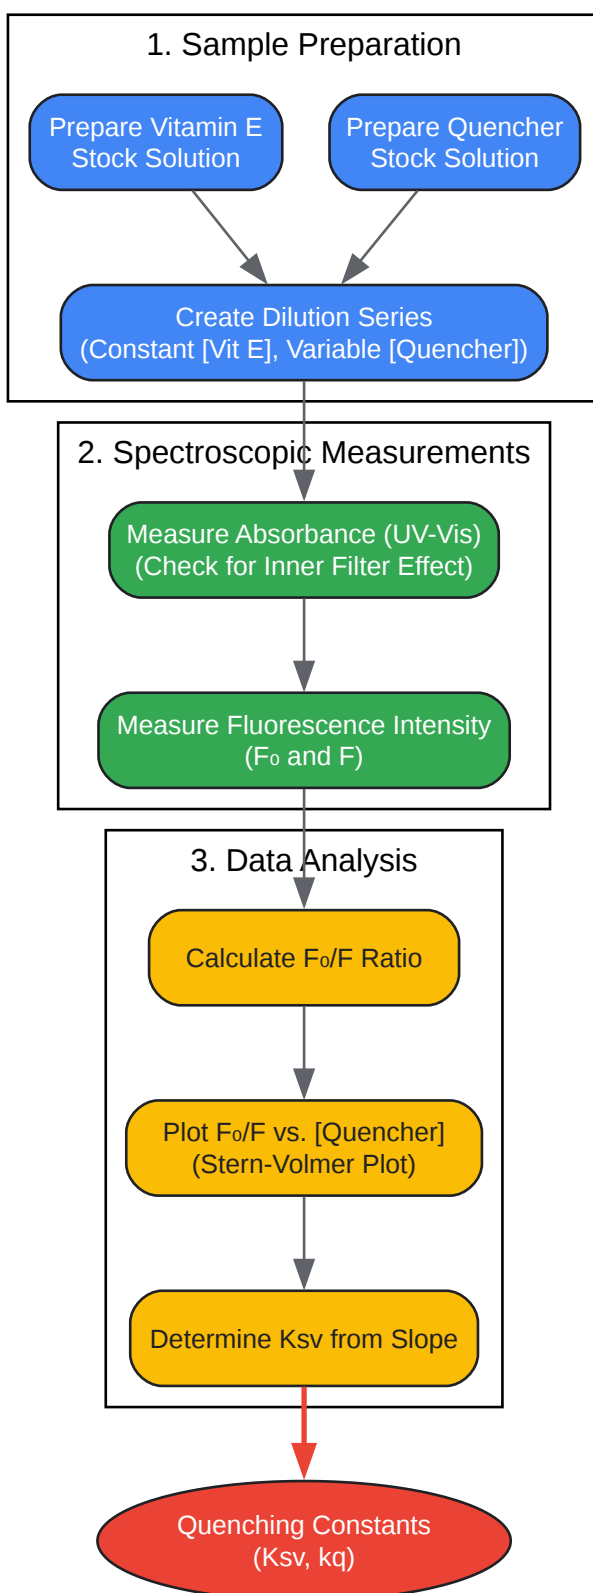 1. Sample Preparation
Prepare Vitamin E
Stock Solution
Prepare Quencher
Stock Solution
Create Dilution Series
(Constant [Vit E], Variable [Quencher])
2. Spectroscopic Measurements
Measure Absorbance (UV-Vis)
(Check for Inner Filter Effect)
Measure Fluorescence Intensity
(F₀ and F)
3. Data Analysis
Calculate F₀/F Ratio
Plot F₀/F vs. [Quencher]
(Stern-Volmer Plot)
Determine Ksv from Slope
Quenching Constants
(Ksv, kq)